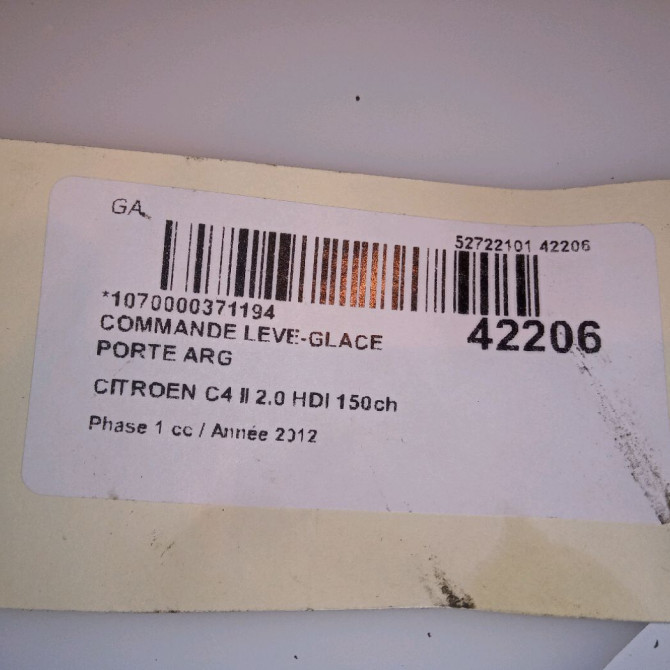 GA
52722101 42206
*1070000371194
42206
COMMANDE LEVE-GLACE
PORTE ARG
CITROEN C4 II 2.0 HDI 150ch
Phase 1 cc / Année 2012